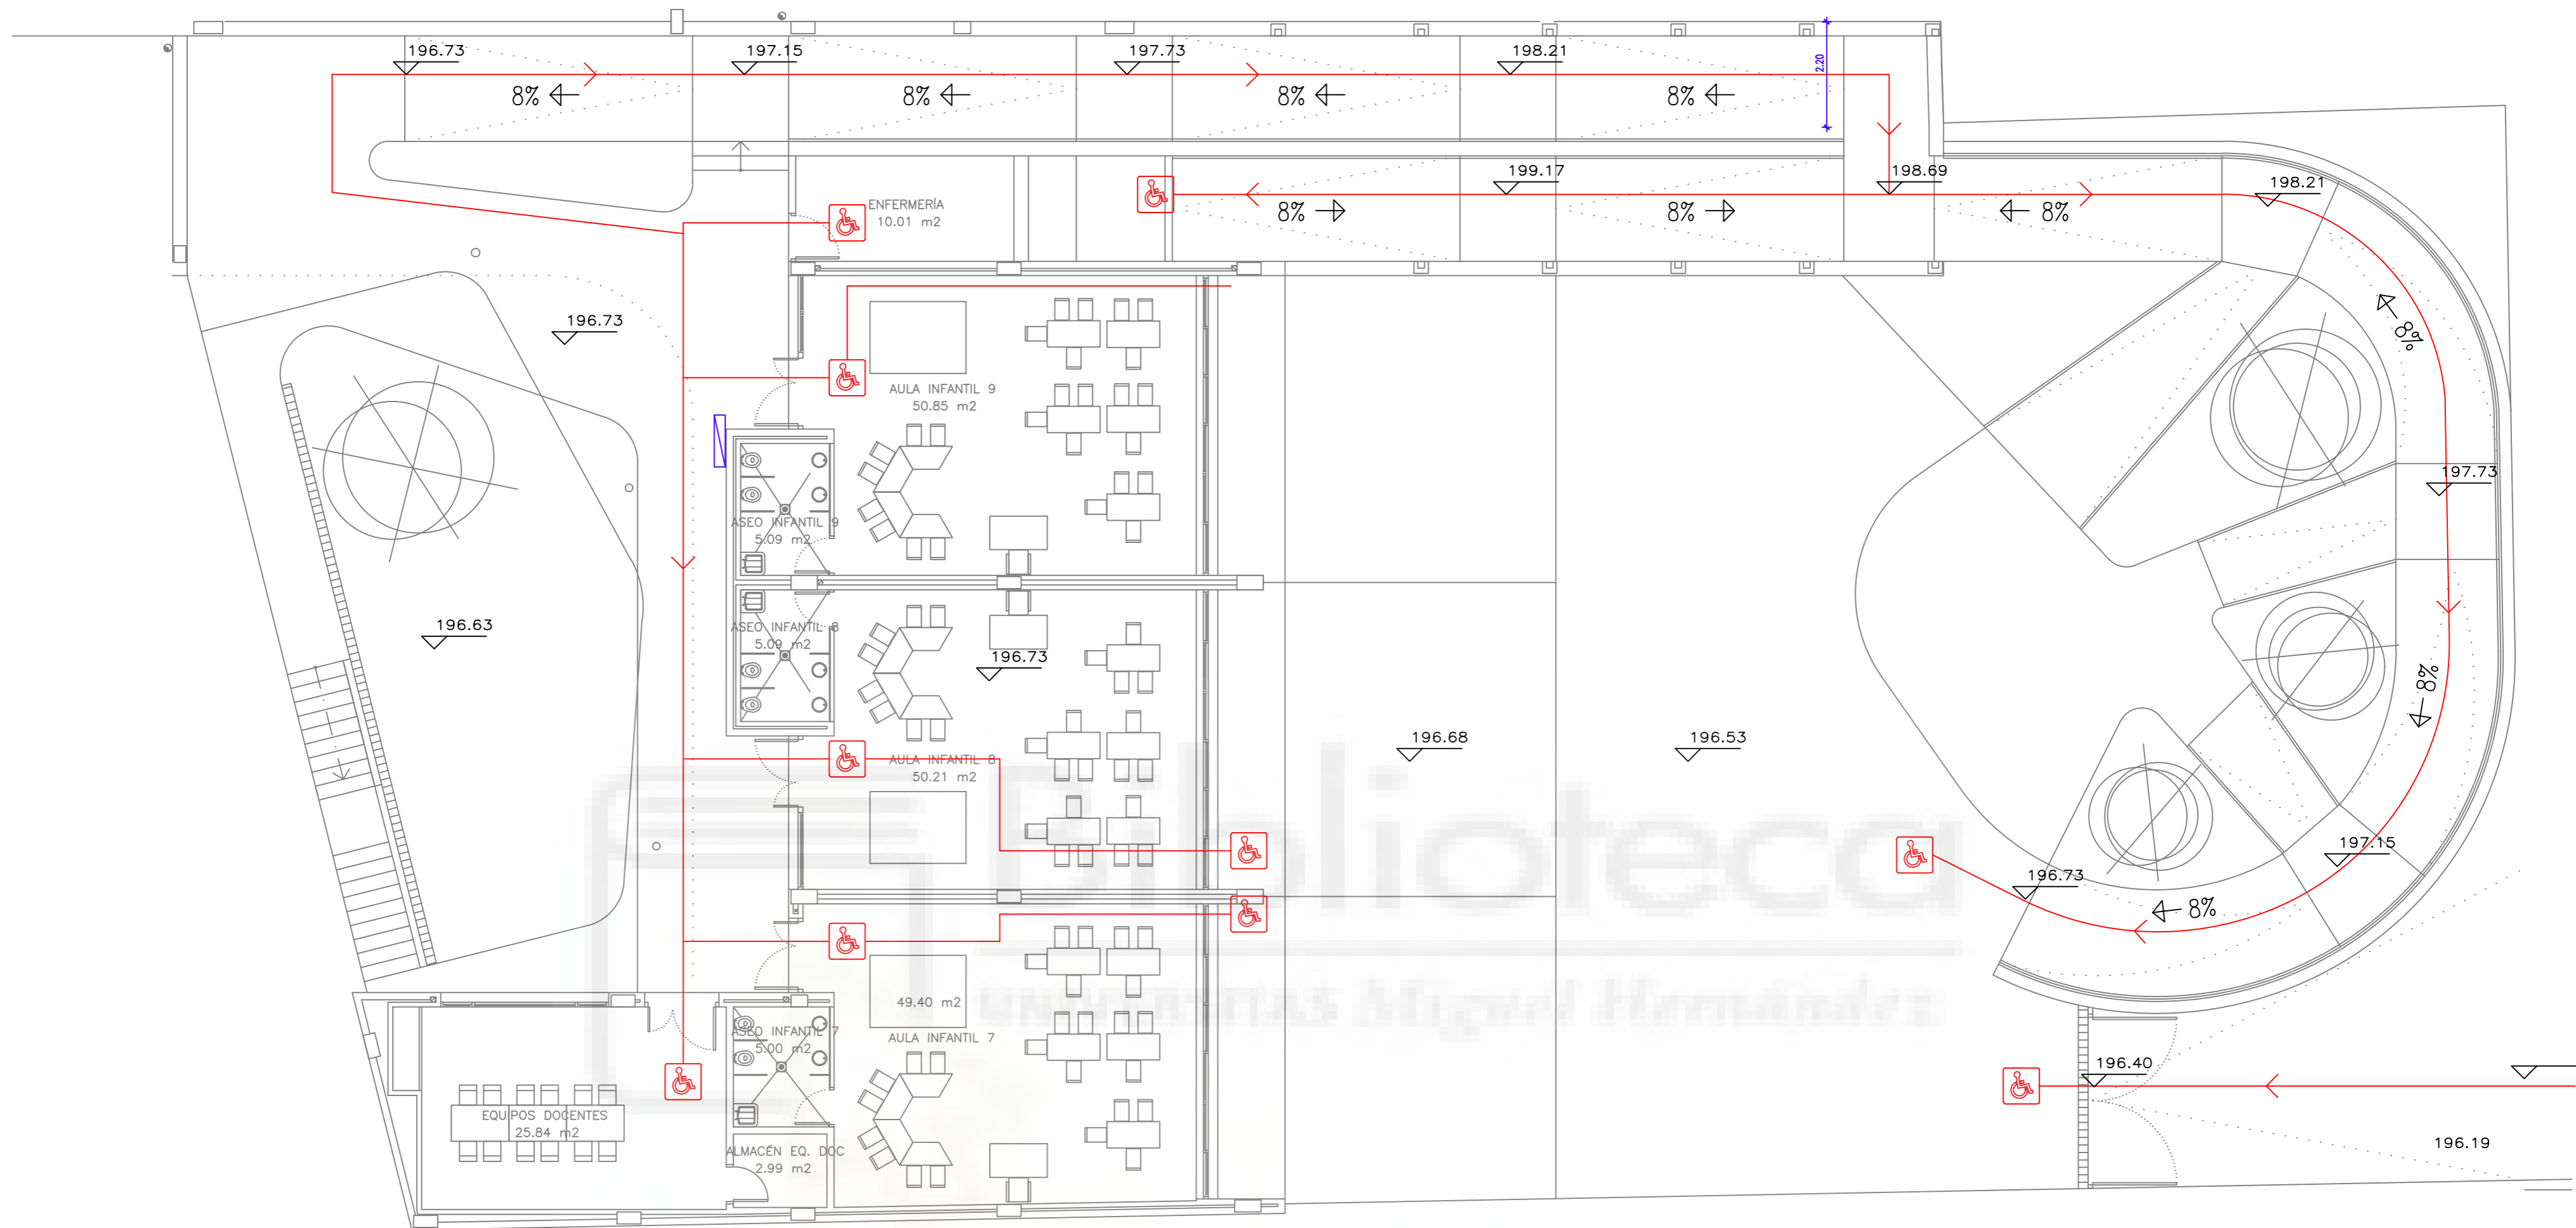 196.73
197.15
197.73
198.21
2.20
8%
8%
8%
8%
199.17
198.69
198.21
ENFERMERÍA
10.01 m2
8%
8%
8%
196.73
8%
AULA INFANTIL 9
50.85 m2
197.73
ASEO INFANTIL 9
5.09 m2
196.63
ASEO INFANTIL 8
5.09 m2
196.73
8%
196.68
196.53
AULA INFANTIL 8
50.21 m2
Biblioteca
197.15
196.73
8%
49.40 m2
UNIVERSITAS Miguel Hernández
ASEO INFANTIL 7
5.00 m2
AULA INFANTIL 7
196.40
EQUIPOS DOCENTES
25.84 m2
196.19
ALMACÉN EQ. DOC
2.99 m2